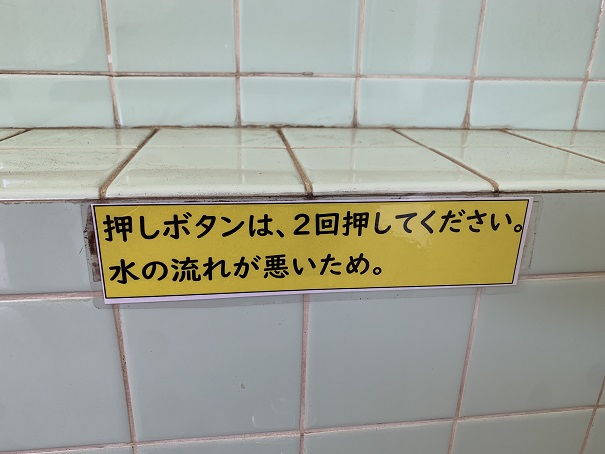 押しボタンは、2回押してください。
水の流れが悪いため。